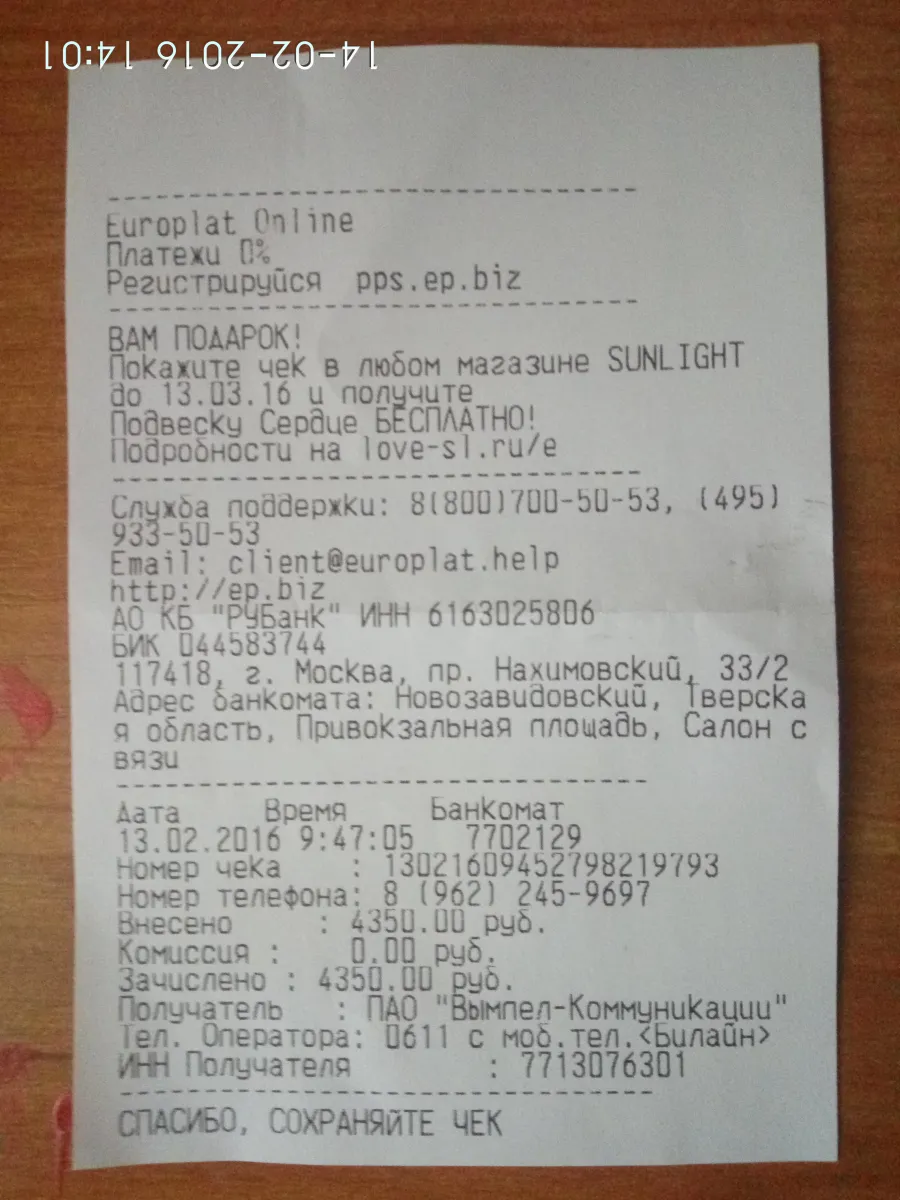 14-02-2016 14:01
--------------------------------
Europlat Online
Платежи 0%
Регистрируйся pps.ep.biz
--------------------------------
ВАМ ПОДАРОК!
Покажите чек в любом магазине SUNLIGHT
до 13.03.16 и получите
Подвеску Сердце БЕСПЛАТНО!
Подробности на love-sl.ru/e
--------------------------------
Служба поддержки: 8(800)700-50-53, (495)
933-50-53
Email: client@europlat.help
http://ep.biz
АО КБ "РУБанк" ИНН 6163025806
БИК 044583744
117418, г. Москва, пр. Нахимовский, 33/2
Адрес банкомата: Новозавидовский, Тверска
я область, Привокзальная площадь, Салон с
вязи
--------------------------------
Дата Время Банкомат
13.02.2016 9:47:05 7702129
Номер чека : 13021609452798219793
Номер телефона: 8 (962) 245-9697
Внесено : 4350.00 руб.
Комиссия : 0.00 руб.
Зачислено : 4350.00 руб.
Получатель : ПАО "Вымпел-Коммуникации"
Тел. Оператора: 0611 с моб.тел.<Билайн>
ИНН Получателя : 7713076301
--------------------------------
СПАСИБО, СОХРАНЯЙТЕ ЧЕК